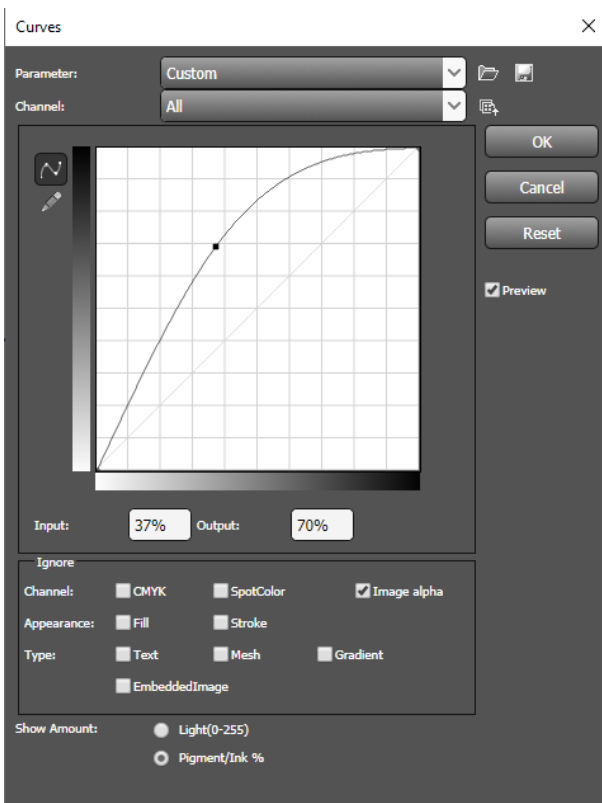 Curves
Parameter: Custom
Channel: All
OK
Cancel
Reset
Preview
Input: 37% Output: 70%
Ignore
Channel: CMYK SpotColor Image alpha
Appearance: Fill Stroke
Type: Text Mesh Gradient
EmbeddedImage
Show Amount: Light(0-255)
Pigment/Ink %